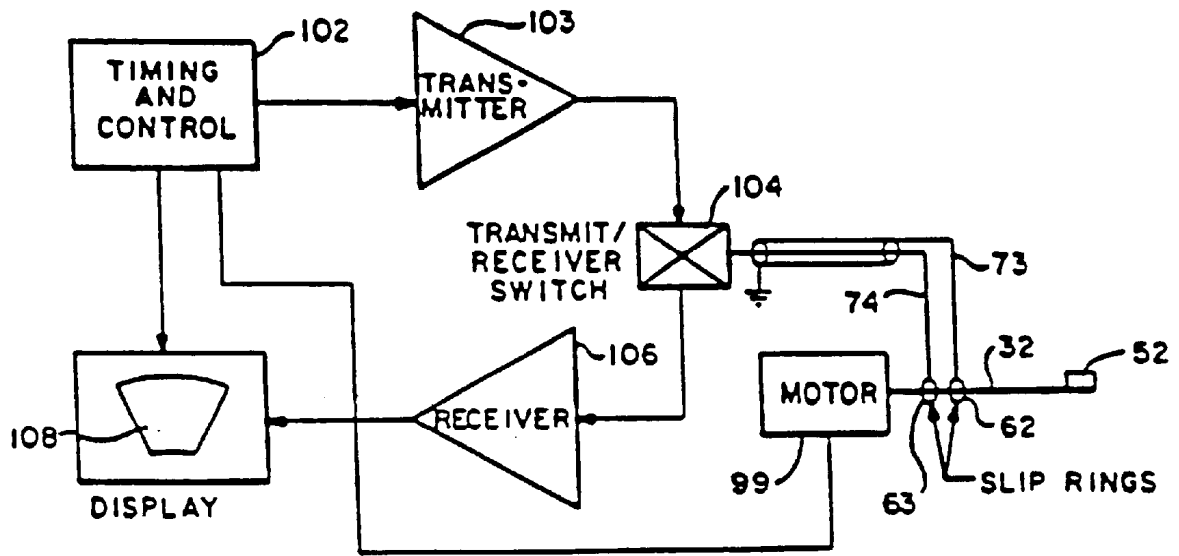 102
103
TIMING
AND
CONTROL
TRANS-
MITTER
104
TRANSMIT/
RECEIVER
SWITCH
73
74
106
32
52
MOTOR
RECEIVER
108
62
99
63
SLIP RINGS
DISPLAY